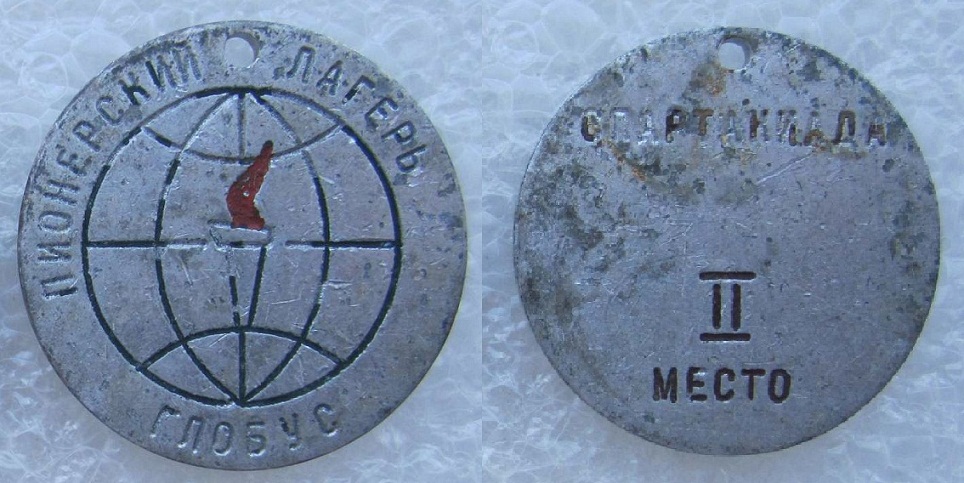 ПИОНЕРСКИЙ ЛАГЕРЬ
ГЛОБУС
СПАРТАКИАДА
II
МЕСТО